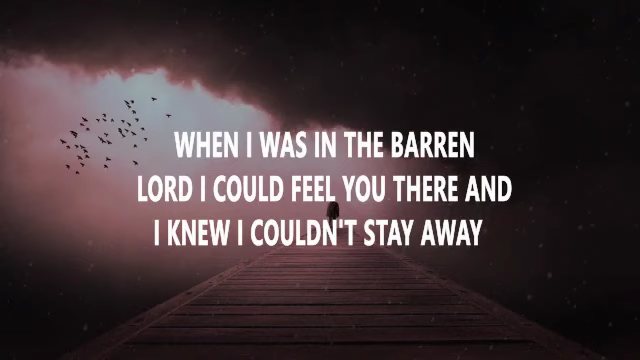 WHEN I WAS IN THE BARREN
LORD I COULD FEEL YOU THERE AND
I KNEW I COULDN'T STAY AWAY